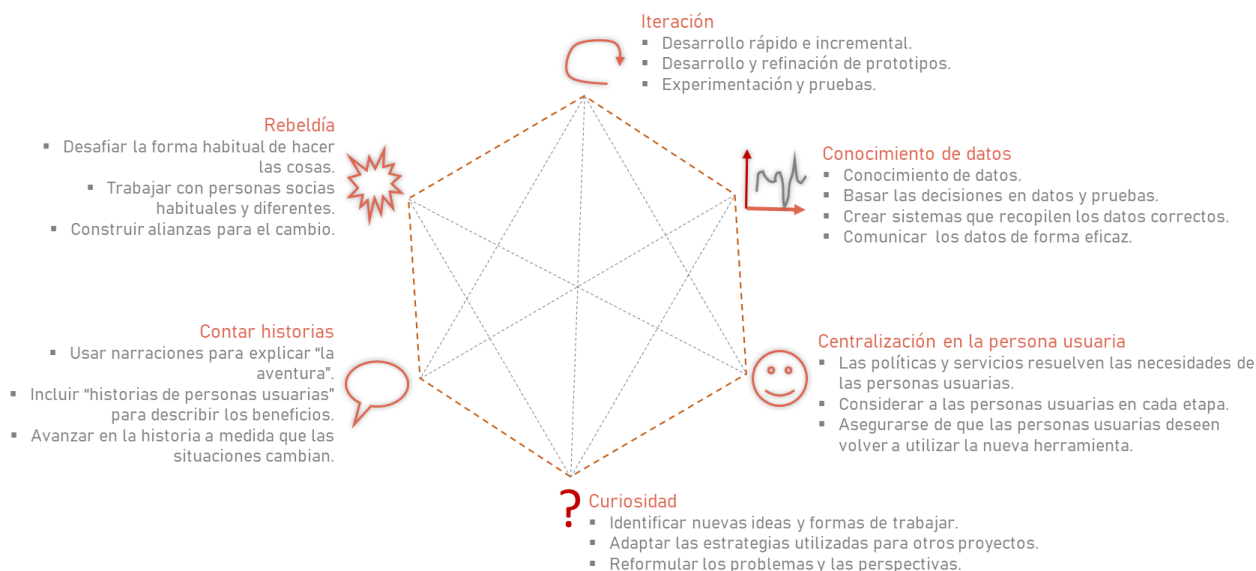 Iteración
▪ Desarrollo rápido e incremental.
▪ Desarrollo y refinación de prototipos.
▪ Experimentación y pruebas.
Rebeldía
▪ Desafiar la forma habitual de hacer
las cosas.
▪ Trabajar con personas socias
habituales y diferentes.
▪ Construir alianzas para el cambio.
Conocimiento de datos
▪ Conocimiento de datos.
▪ Basar las decisiones en datos y pruebas.
▪ Crear sistemas que recopilen los datos correctos.
▪ Comunicar los datos de forma eficaz.
Contar historias
▪ Usar narraciones para explicar “la
aventura”.
▪ Incluir “historias de personas usuarias”
para describir los beneficios.
▪ Avanzar en la historia a medida que las
situaciones cambian.
Centralización en la persona usuaria
▪ Las políticas y servicios resuelven las necesidades de
las personas usuarias.
▪ Considerar a las personas usuarias en cada etapa.
▪ Asegurarse de que las personas usuarias deseen
volver a utilizar la nueva herramienta.
? Curiosidad
▪ Identificar nuevas ideas y formas de trabajar.
▪ Adaptar las estrategias utilizadas para otros proyectos.
▪ Reformular los problemas y las perspectivas.